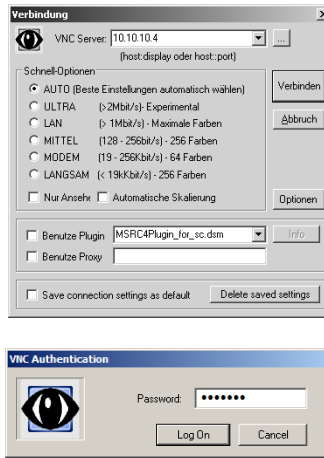 Verbindung
VNC Server: 10.10.10.4 ...
(host:display oder host::port)
Schnell-Optionen
AUTO (Beste Einstellungen automatisch wählen)
ULTRA (>2Mbit/s)- Experimental
LAN (> 1Mbit/s) - Maximale Farben
MITTEL (128 - 256bit/s) - 256 Farben
MODEM (19 - 256Kbit/s) - 64 Farben
LANGSAM (< 19kKbit/s) - 256 Farben
Nur Ansehe Automatische Skalierung
Verbinden
Abbruch
Optionen
Benutze Plugin MSRC4Plugin_for_sc.dsm Info
Benutze Proxy
Save connection settings as default Delete saved settings
VNC Authentication
Password: •••••••
Log On Cancel